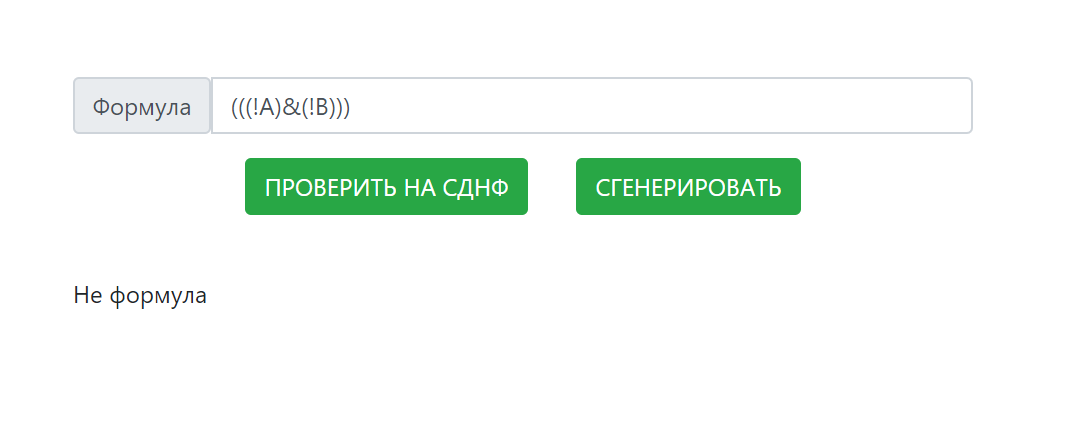 Формула (((!A)&(!B)))
ПРОВЕРИТЬ НА СДНФ СГЕНЕРИРОВАТЬ
Не формула